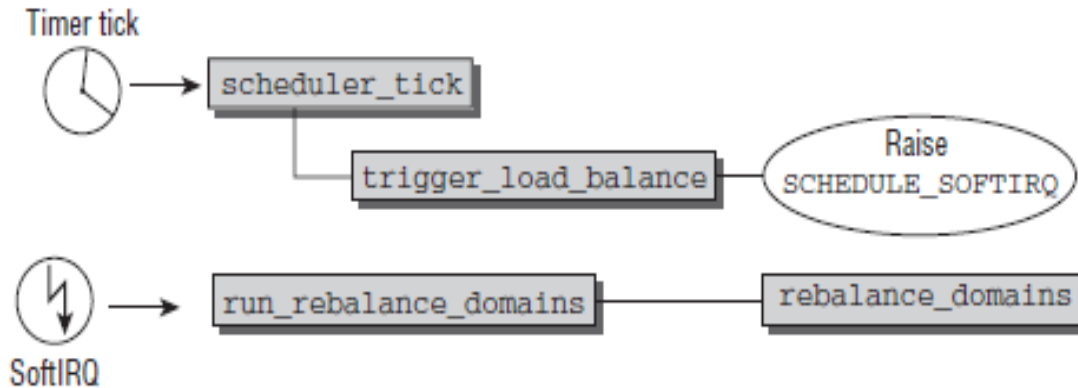 Timer tick
scheduler_tick
trigger_load_balance
Raise
SCHEDULE_SOFTIRQ
run_rebalance_domains
rebalance_domains
SoftIRQ